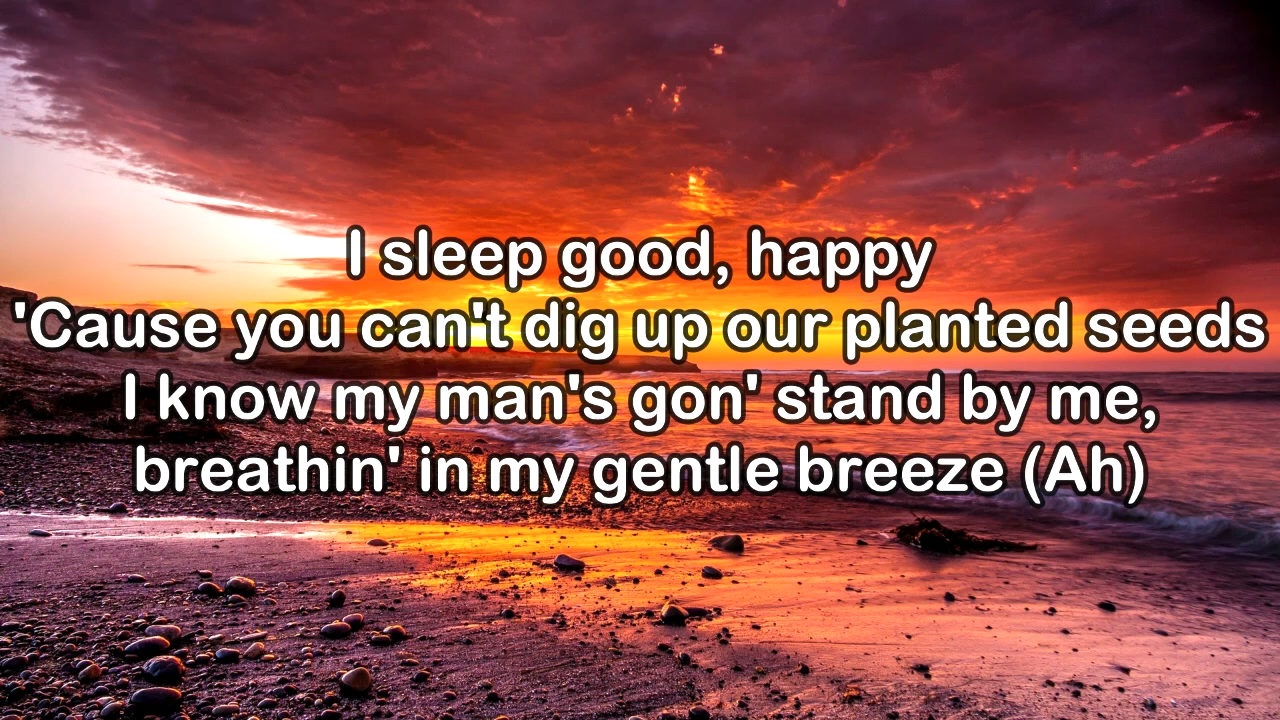 I sleep good, happy
'Cause you can't dig up our planted seeds
I know my man's gon' stand by me,
breathin' in my gentle breeze (Ah)